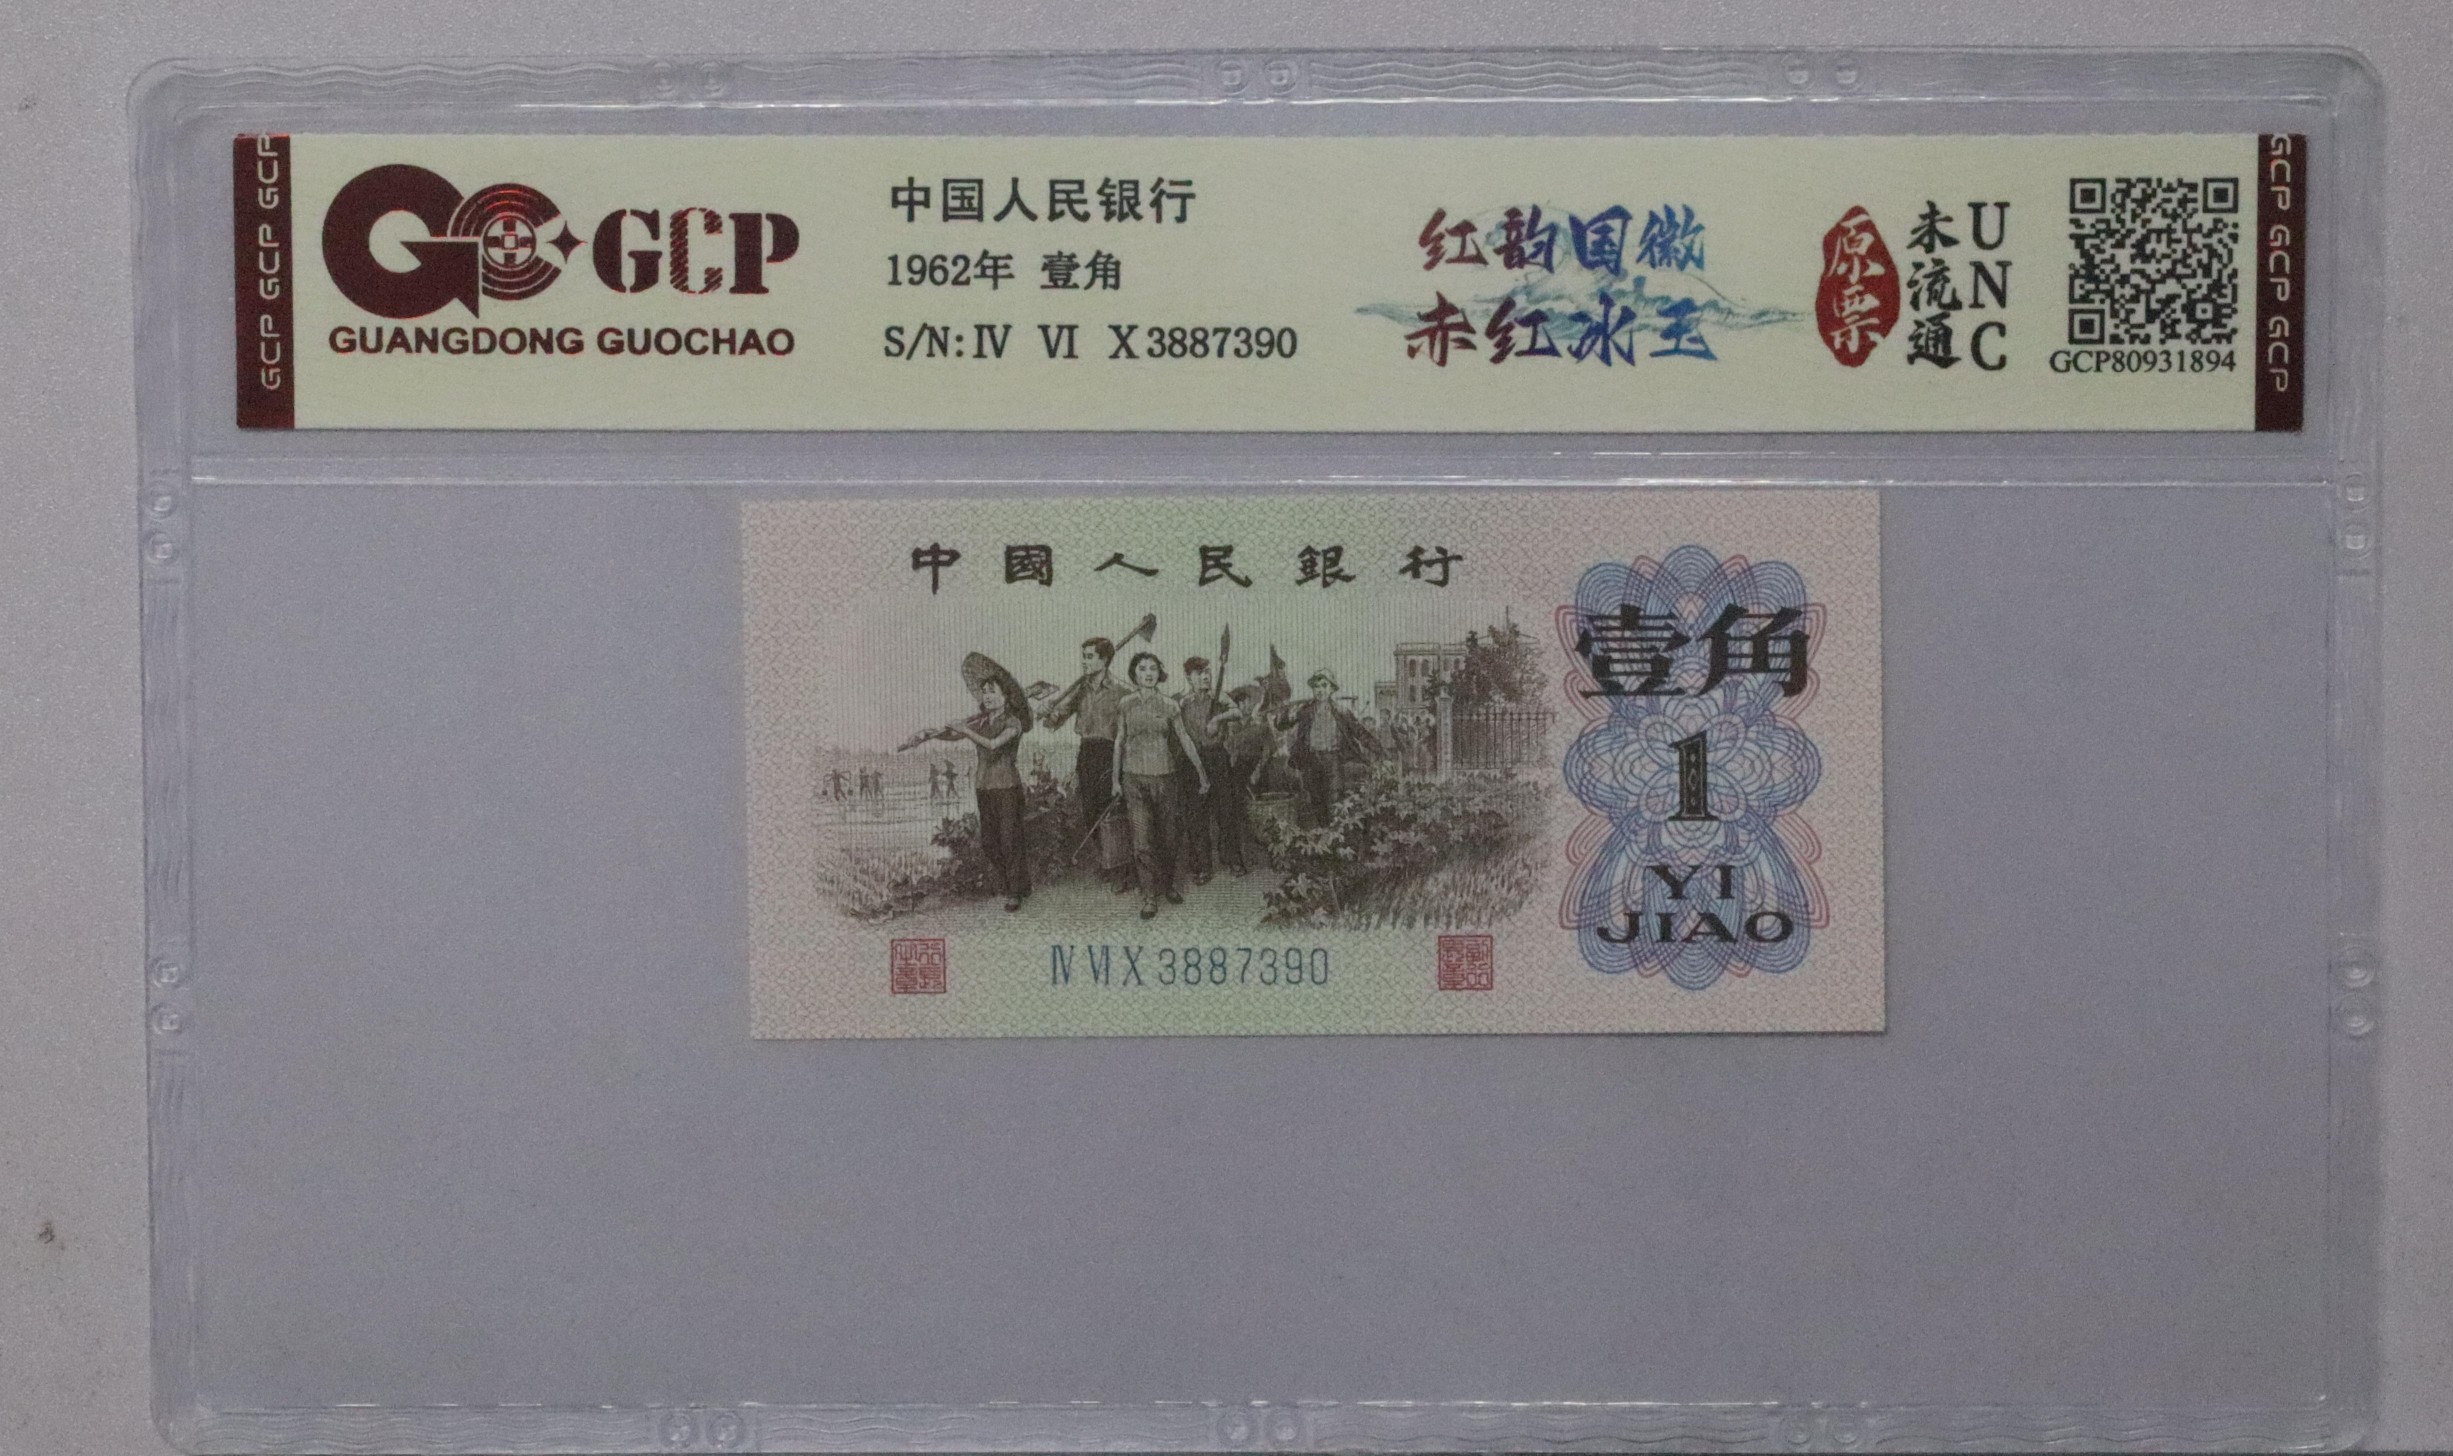 GCP GCP GCP
GCP
GUANGDONG GUOCHAO
中国人民银行
1962年 壹角
S/N: IV VI X 3887390
红韵国徽
赤红冰玉
原票
未流通
UNC
GCP80931894
GCP GCP GCP
中國人民銀行
壹角
1
YI
JIAO
IV VI X 3887390